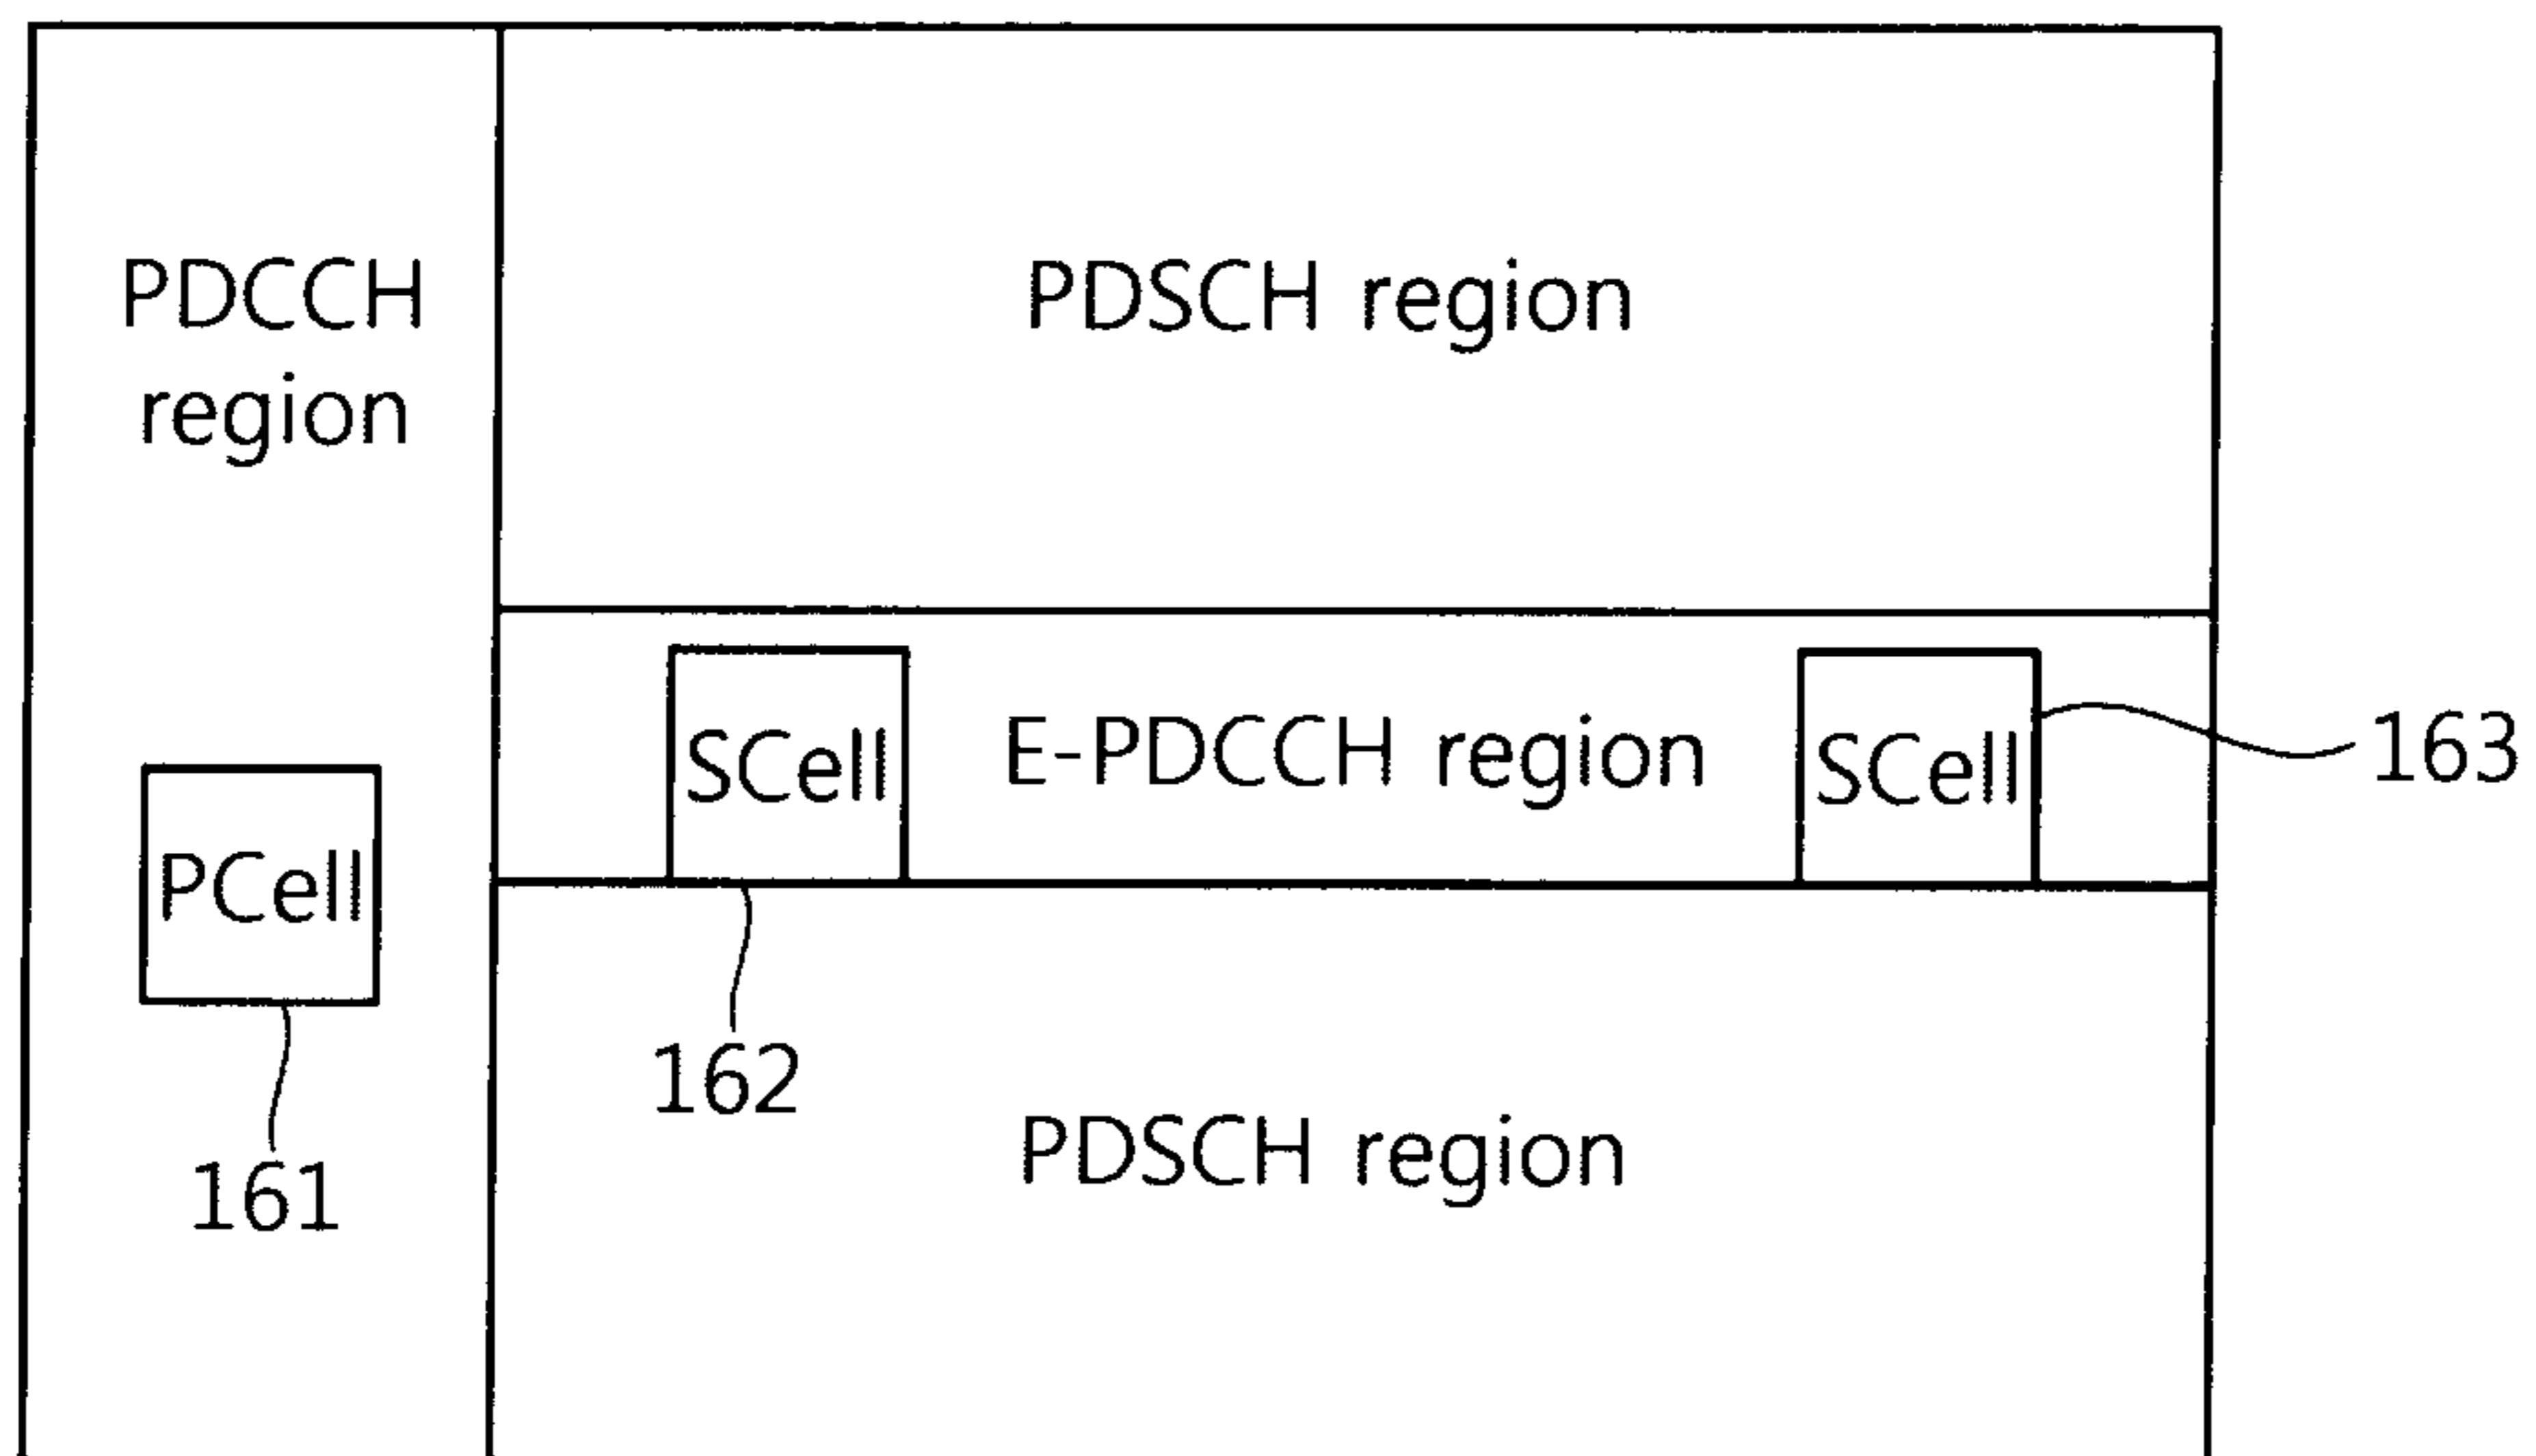 PDCCH
region
PDSCH region
SCell
E-PDCCH region
SCell
163
PCell
162
161
PDSCH region